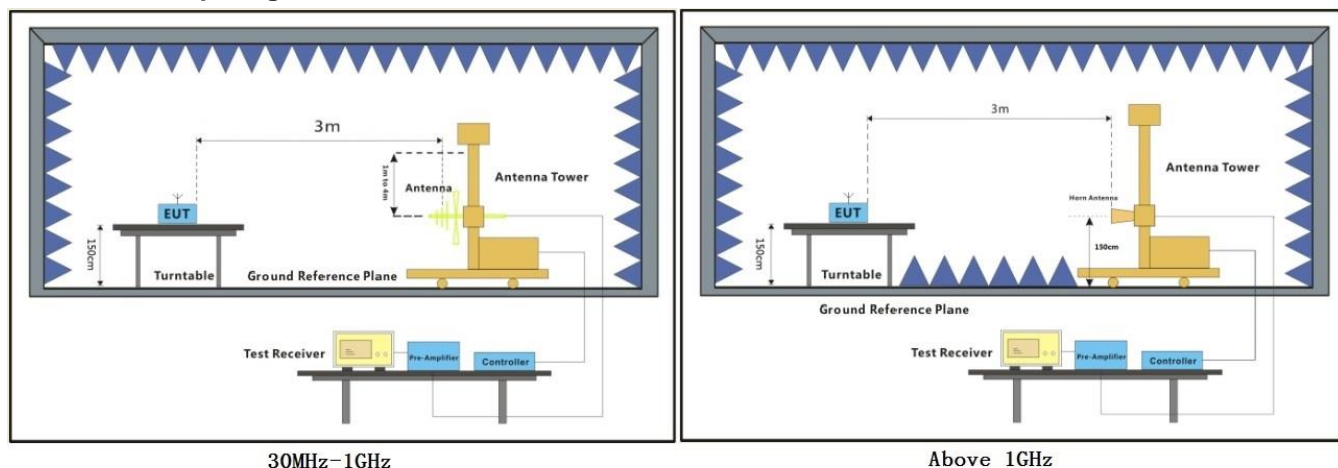 3m
1m to 4m
Antenna
Antenna Tower
EUT
150cm
Turntable
Ground Reference Plane
Test Receiver
Pre-Amplifier
Controller
30MHz-1GHz
3m
Antenna Tower
Horn Antenna
EUT
150cm
150cm
Turntable
Ground Reference Plane
Test Receiver
Pre-Amplifier
Controller
Above 1GHz